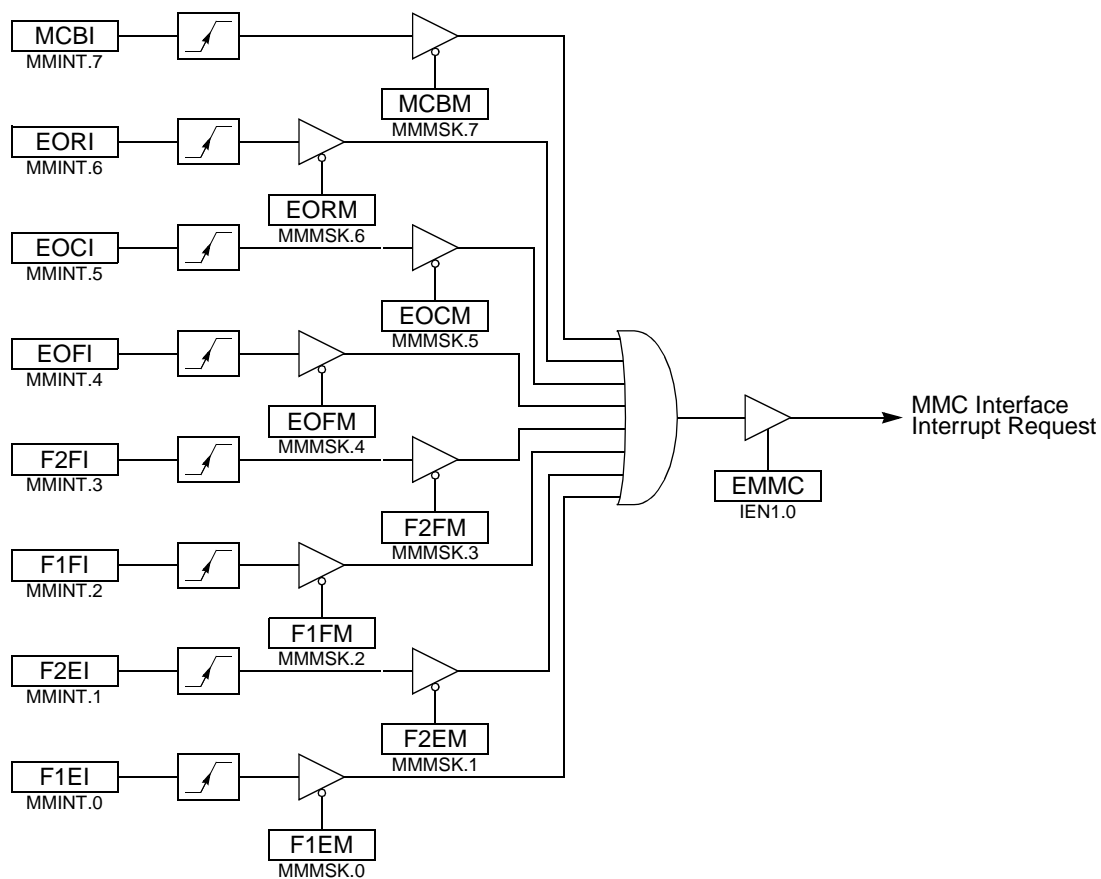 MCBI
MMINT.7
MCBM
MMMSK.7
EORI
MMINT.6
EORM
MMMSK.6
EOCI
MMINT.5
EOCM
MMMSK.5
EOFI
MMINT.4
EOFM
MMMSK.4
MMC Interface
Interrupt Request
F2FI
MMINT.3
EMMC
IEN1.0
F2FM
MMMSK.3
F1FI
MMINT.2
F1FM
MMMSK.2
F2EI
MMINT.1
F2EM
MMMSK.1
F1EI
MMINT.0
F1EM
MMMSK.0